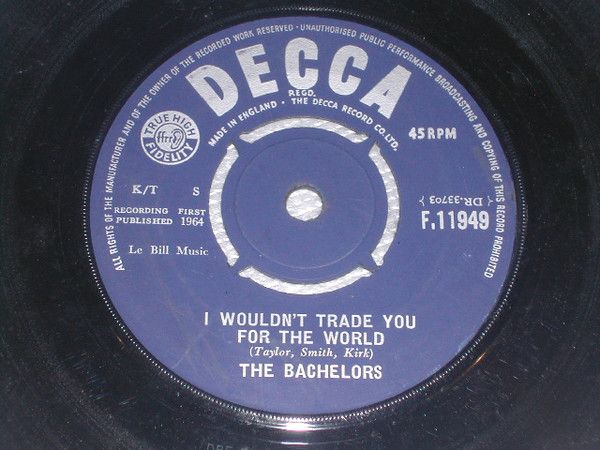 ALL RIGHTS OF THE MANUFACTURER AND OF THE OWNER OF THE RECORDED WORK RESERVED · UNAUTHORISED PUBLIC PERFORMANCE BROADCASTING AND COPYING OF THIS RECORD PROHIBITED
DECCA
REGD.
MADE IN ENGLAND · THE DECCA RECORD CO. LTD.
TRUE HIGH
ffrr
FIDELITY
45 RPM
K/T S
(DR-33703)
RECORDING FIRST
PUBLISHED 1964
F.11949
Le Bill Music
I WOULDN'T TRADE YOU
FOR THE WORLD
(Taylor, Smith, Kirk)
THE BACHELORS